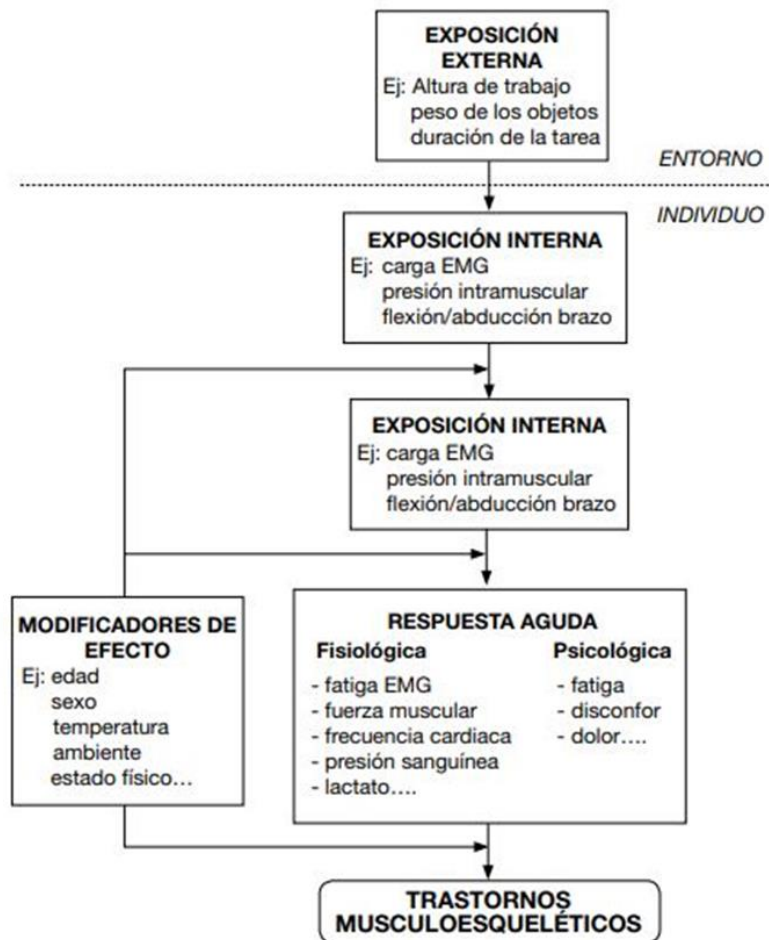 EXPOSICIÓN
EXTERNA
Ej: Altura de trabajo
peso de los objetos
duración de la tarea
ENTORNO
INDIVIDUO
EXPOSICIÓN INTERNA
Ej: carga EMG
presión intramuscular
flexión/abducción brazo
EXPOSICIÓN INTERNA
Ej: carga EMG
presión intramuscular
flexión/abducción brazo
MODIFICADORES DE
EFECTO
Ej: edad
sexo
temperatura
ambiente
estado físico...
RESPUESTA AGUDA
Fisiológica
- fatiga EMG
- fuerza muscular
- frecuencia cardiaca
- presión sanguínea
- lactato....
Psicológica
- fatiga
- disconfor
- dolor....
TRASTORNOS
MUSCULOESQUELÉTICOS